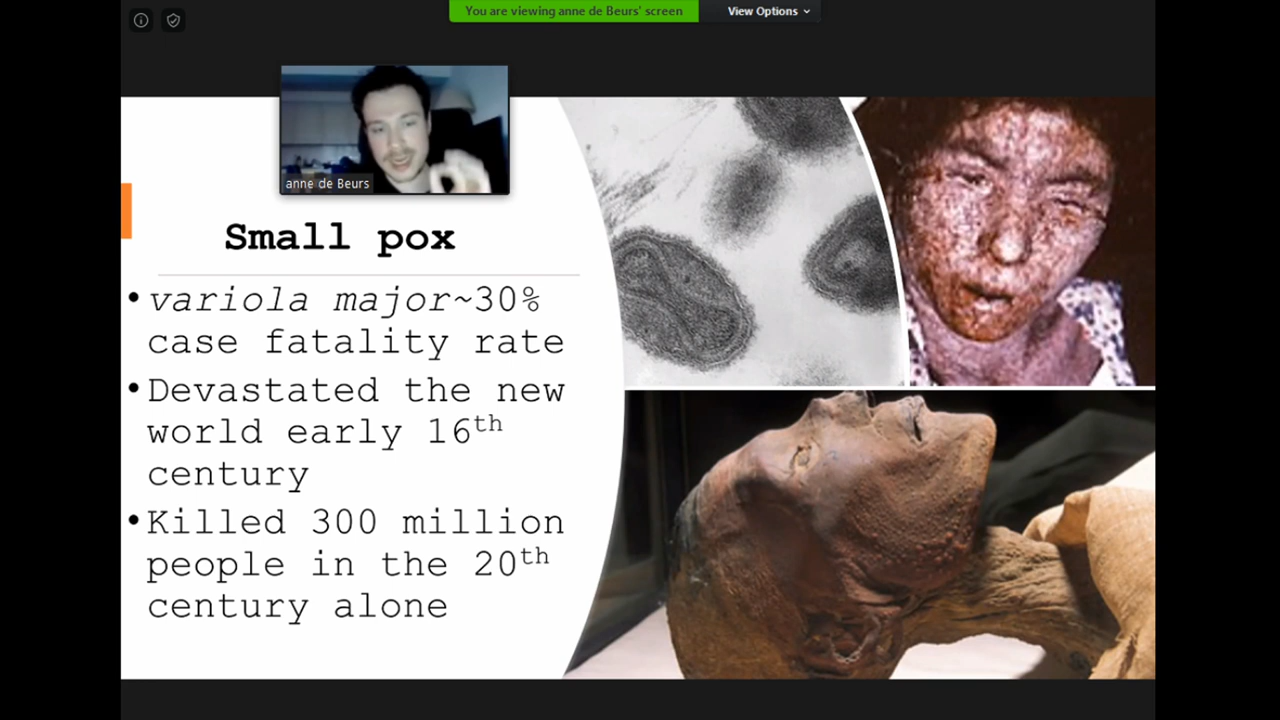 You are viewing anne de Beurs' screen
View Options
anne de Beurs
Small pox
• variola major~30%
case fatality rate
• Devastated the new
world early 16th
century
• Killed 300 million
people in the 20th
century alone